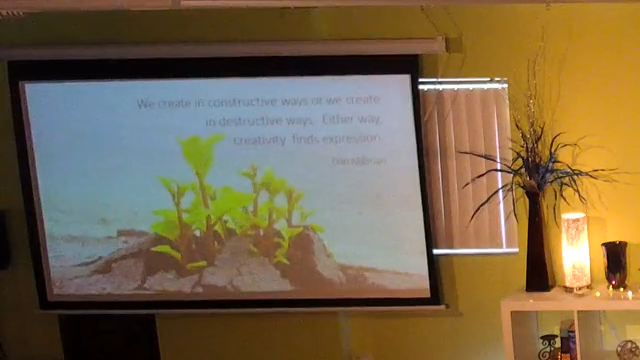 We create in constructive ways or we create
in destructive ways. Either way,
creativity finds expression.